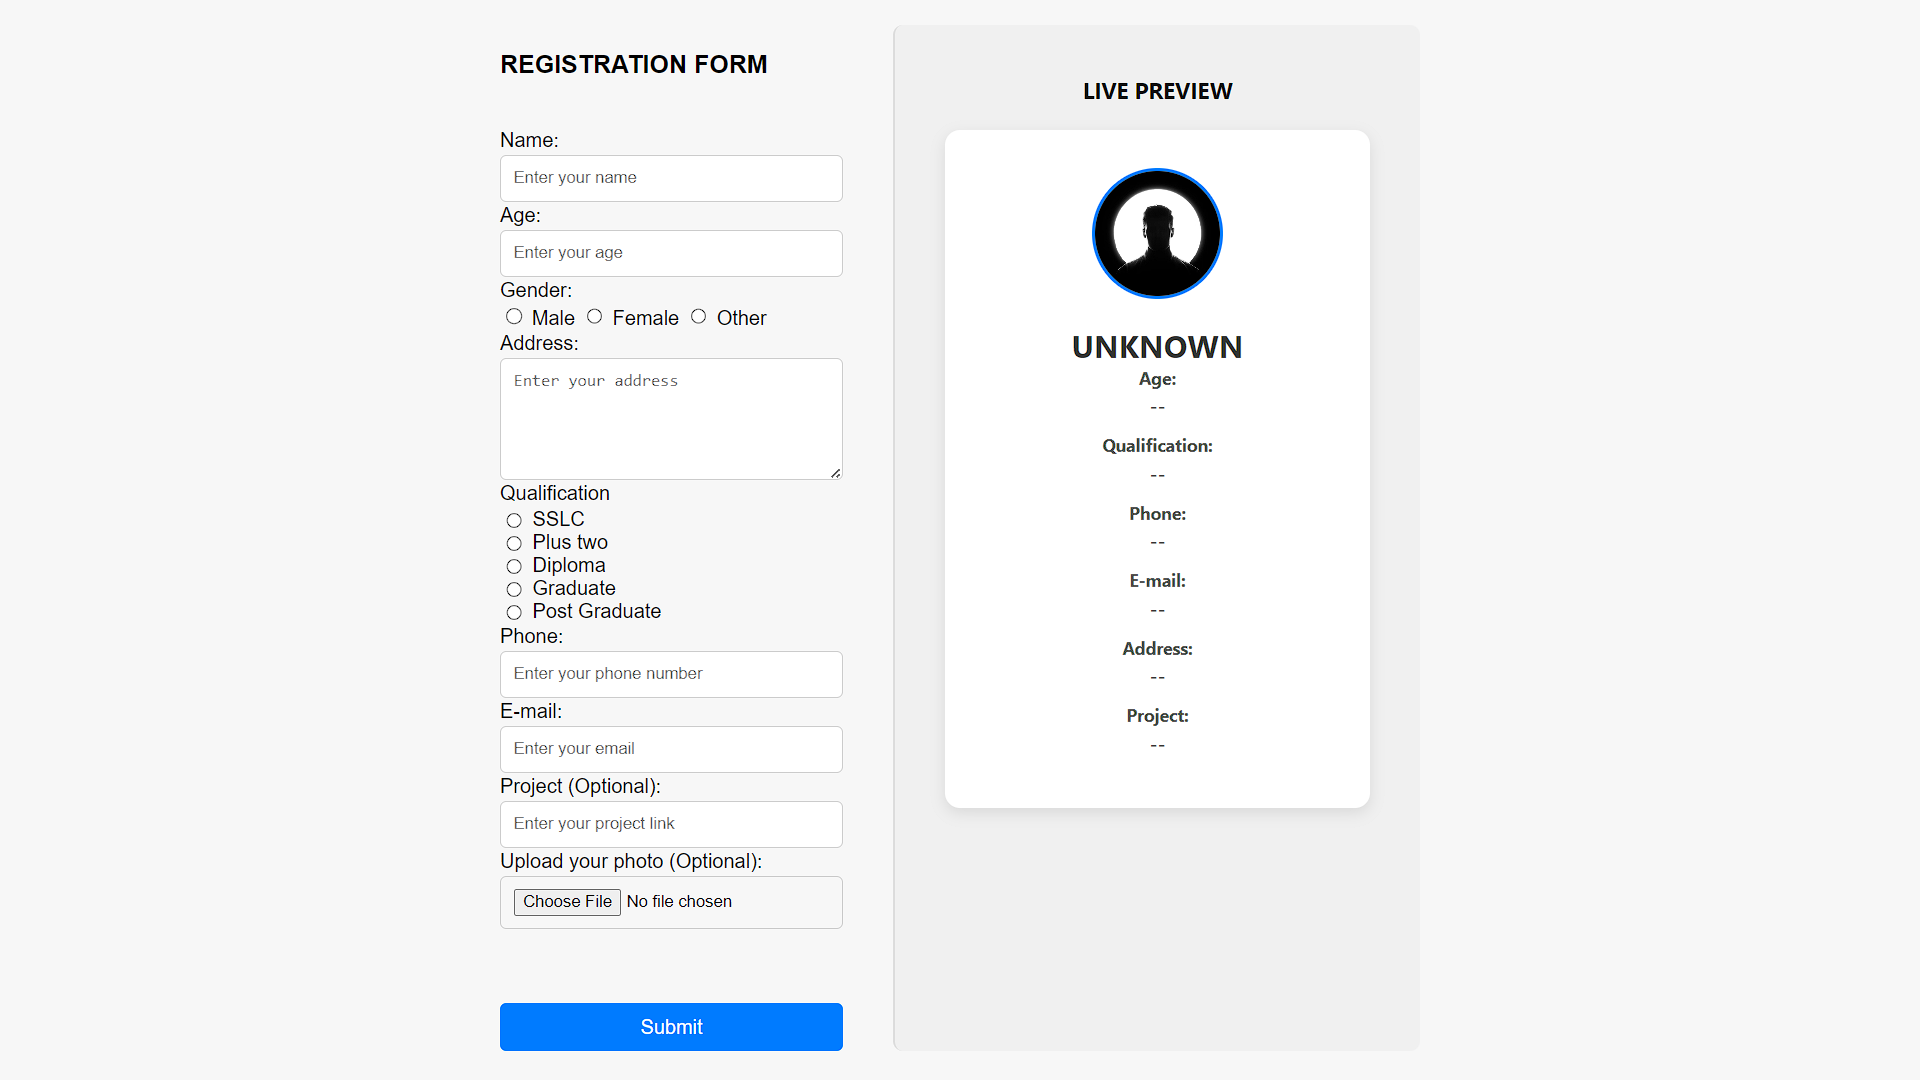 REGISTRATION FORM
Name:
Enter your name
Age:
Enter your age
Gender:
Male Female Other
Address:
Enter your address
Qualification
SSLC
Plus two
Diploma
Graduate
Post Graduate
Phone:
Enter your phone number
E-mail:
Enter your email
Project (Optional):
Enter your project link
Upload your photo (Optional):
Choose File No file chosen
Submit
LIVE PREVIEW
UNKNOWN
Age:
--
Qualification:
--
Phone:
--
E-mail:
--
Address:
--
Project:
--